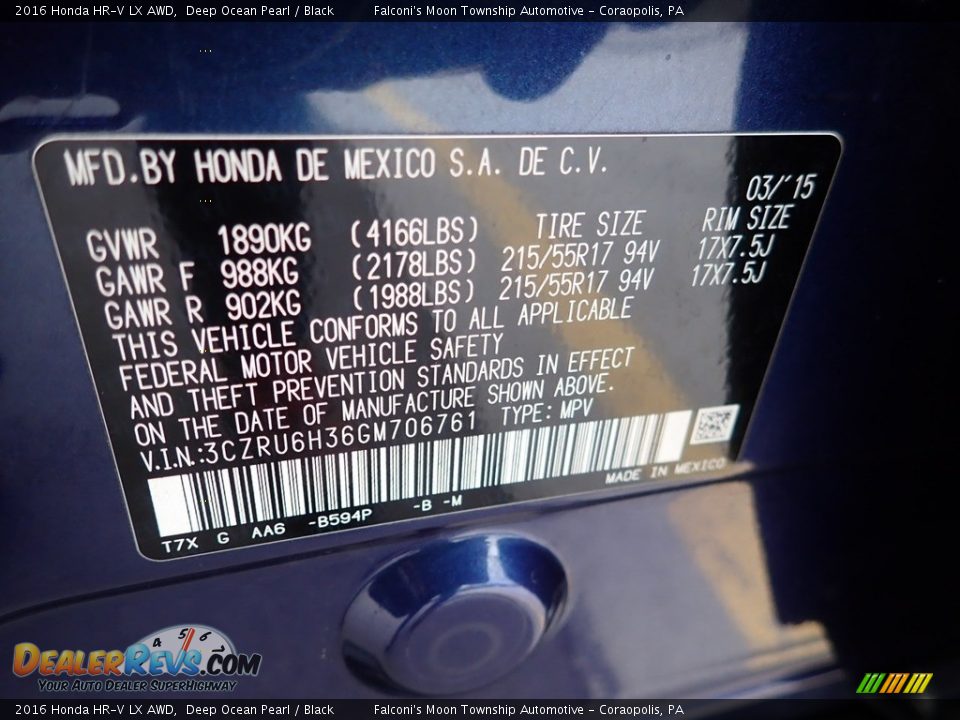 2016 Honda HR-V LX AWD, Deep Ocean Pearl / Black Falconi's Moon Township Automotive - Coraopolis, PA
MFD.BY HONDA DE MEXICO S.A. DE C.V.
03/'15
GVWR 1890KG (4166LBS) TIRE SIZE RIM SIZE
GAWR F 988KG (2178LBS) 215/55R17 94V 17X7.5J
GAWR R 902KG (1988LBS) 215/55R17 94V 17X7.5J
THIS VEHICLE CONFORMS TO ALL APPLICABLE
FEDERAL MOTOR VEHICLE SAFETY
AND THEFT PREVENTION STANDARDS IN EFFECT
ON THE DATE OF MANUFACTURE SHOWN ABOVE.
V.I.N.:3CZRU6H36GM706761 TYPE: MPV
MADE IN MEXICO
T7X G AA6 -B594P -B -M
4 5 6
DEALERREVS.COM
YOUR AUTO DEALER SUPERHIGHWAY
2016 Honda HR-V LX AWD, Deep Ocean Pearl / Black Falconi's Moon Township Automotive - Coraopolis, PA